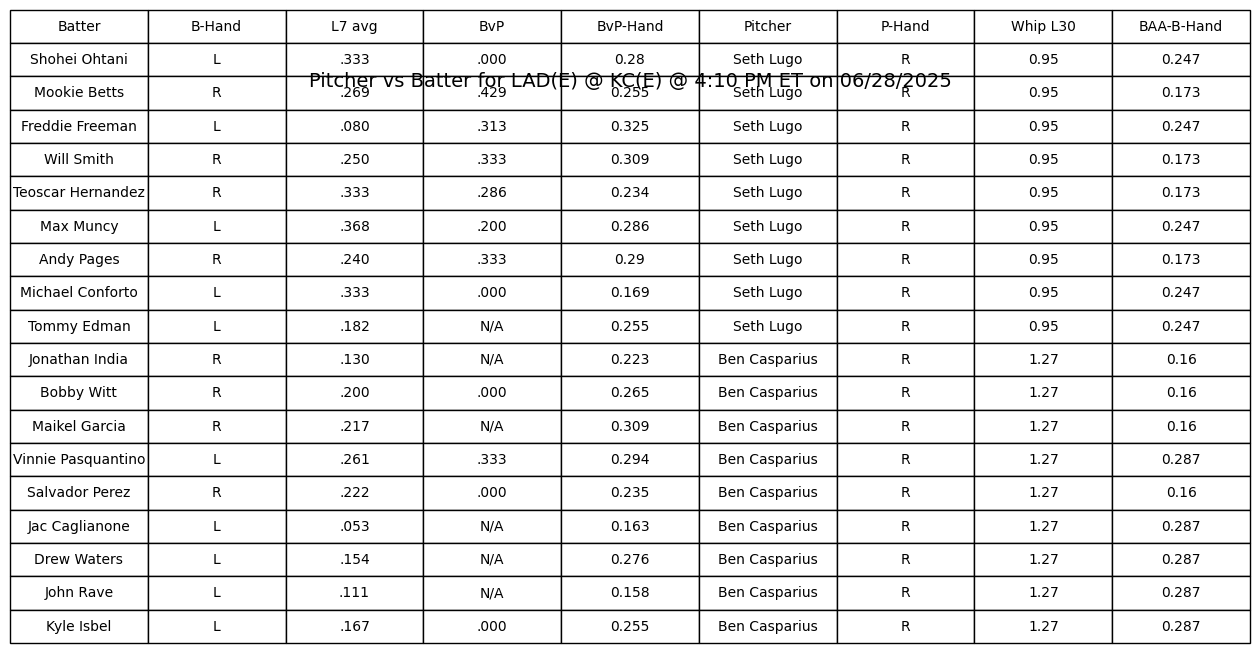 Batter B-Hand L7 avg BvP BvP-Hand Pitcher P-Hand Whip L30 BAA-B-Hand
Shohei Ohtani L .333 .000 0.28 Seth Lugo R 0.95 0.247
Pitcher vs Batter for LAD(E) @ KC(E) @ 4:10 PM ET on 06/28/2025
Mookie Betts R .269 .429 0.255 Seth Lugo R 0.95 0.173
Freddie Freeman L .080 .313 0.325 Seth Lugo R 0.95 0.247
Will Smith R .250 .333 0.309 Seth Lugo R 0.95 0.173
Teoscar Hernandez R .333 .286 0.234 Seth Lugo R 0.95 0.173
Max Muncy L .368 .200 0.286 Seth Lugo R 0.95 0.247
Andy Pages R .240 .333 0.29 Seth Lugo R 0.95 0.173
Michael Conforto L .333 .000 0.169 Seth Lugo R 0.95 0.247
Tommy Edman L .182 N/A 0.255 Seth Lugo R 0.95 0.247
Jonathan India R .130 N/A 0.223 Ben Casparius R 1.27 0.16
Bobby Witt R .200 .000 0.265 Ben Casparius R 1.27 0.16
Maikel Garcia R .217 N/A 0.309 Ben Casparius R 1.27 0.16
Vinnie Pasquantino L .261 .333 0.294 Ben Casparius R 1.27 0.287
Salvador Perez R .222 .000 0.235 Ben Casparius R 1.27 0.16
Jac Caglianone L .053 N/A 0.163 Ben Casparius R 1.27 0.287
Drew Waters L .154 N/A 0.276 Ben Casparius R 1.27 0.287
John Rave L .111 N/A 0.158 Ben Casparius R 1.27 0.287
Kyle Isbel L .167 .000 0.255 Ben Casparius R 1.27 0.287